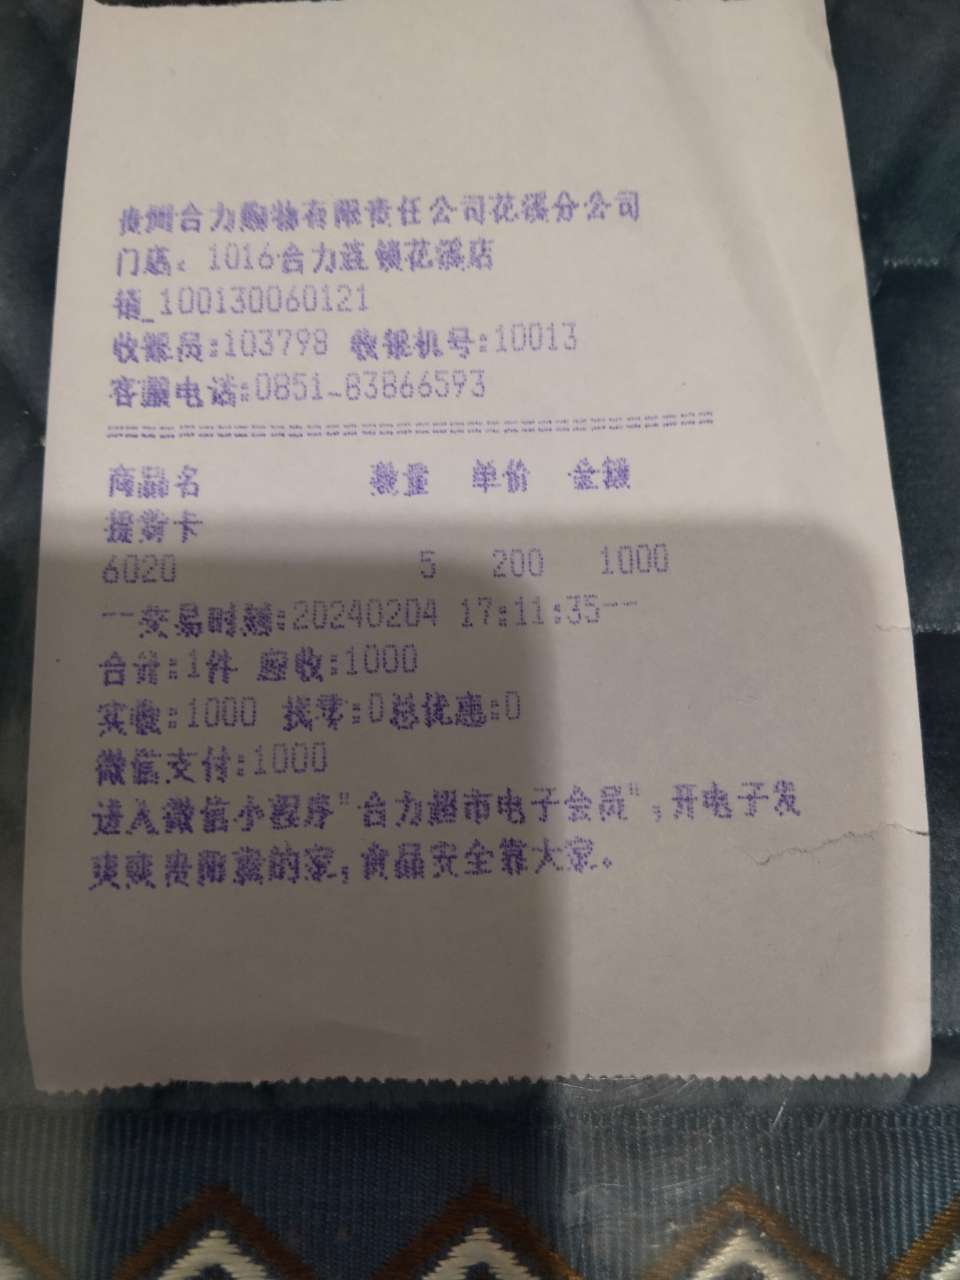 贵州合力购物有限责任公司花溪分公司
门店：1016合力连锁花溪店
销_100130060121
收银员:103798 收银机号:10013
客服电话:0851-83866593
商品名 数量 单价 金额
提货卡
6020 5 200 1000
--交易时刻:20240204 17:11:35--
合计:1件 应收:1000
实收:1000 找零:0总优惠:0
微信支付:1000
进入微信小程序"合力超市电子会员",开电子发
爽爽贵阳我的家,食品安全靠大家。